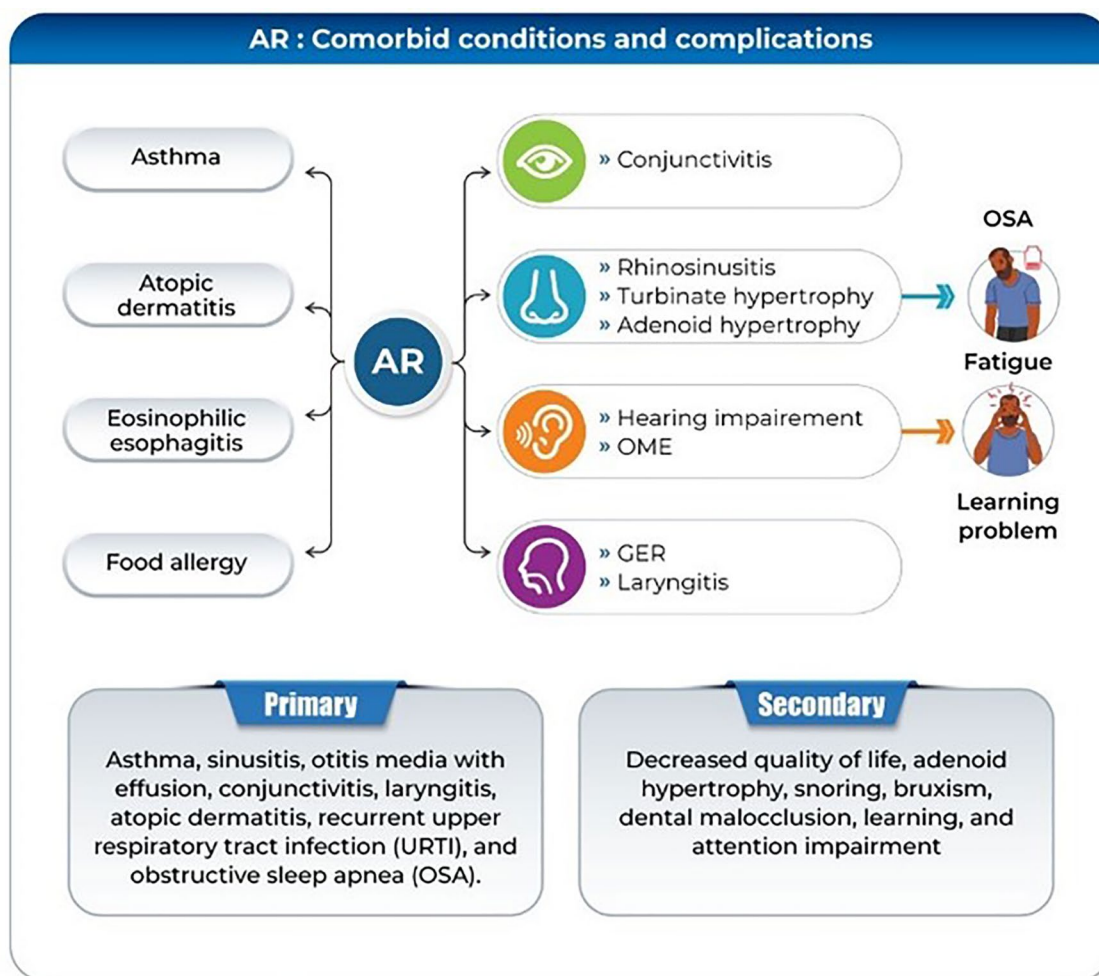 AR : Comorbid conditions and complications
Asthma
Atopic
dermatitis
Eosinophilic
esophagitis
Food allergy
AR
» Conjunctivitis
» Rhinosinusitis
» Turbinate hypertrophy
» Adenoid hypertrophy
» Hearing impairement
» OME
» GER
» Laryngitis
OSA
Fatigue
Learning
problem
Primary
Asthma, sinusitis, otitis media with
effusion, conjunctivitis, laryngitis,
atopic dermatitis, recurrent upper
respiratory tract infection (URTI), and
obstructive sleep apnea (OSA).
Secondary
Decreased quality of life, adenoid
hypertrophy, snoring, bruxism,
dental malocclusion, learning, and
attention impairment